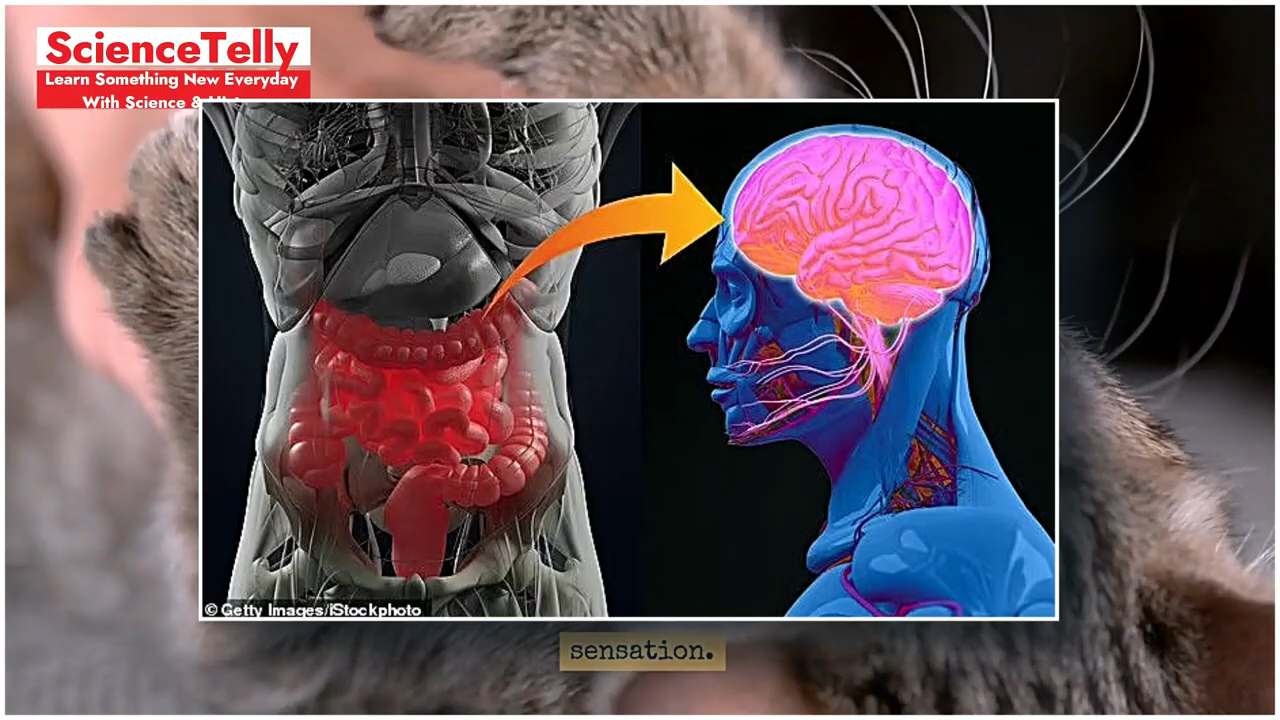 ScienceTelly
Learn Something New Everyday
With Science &
© Getty Images/iStockphoto
sensation.